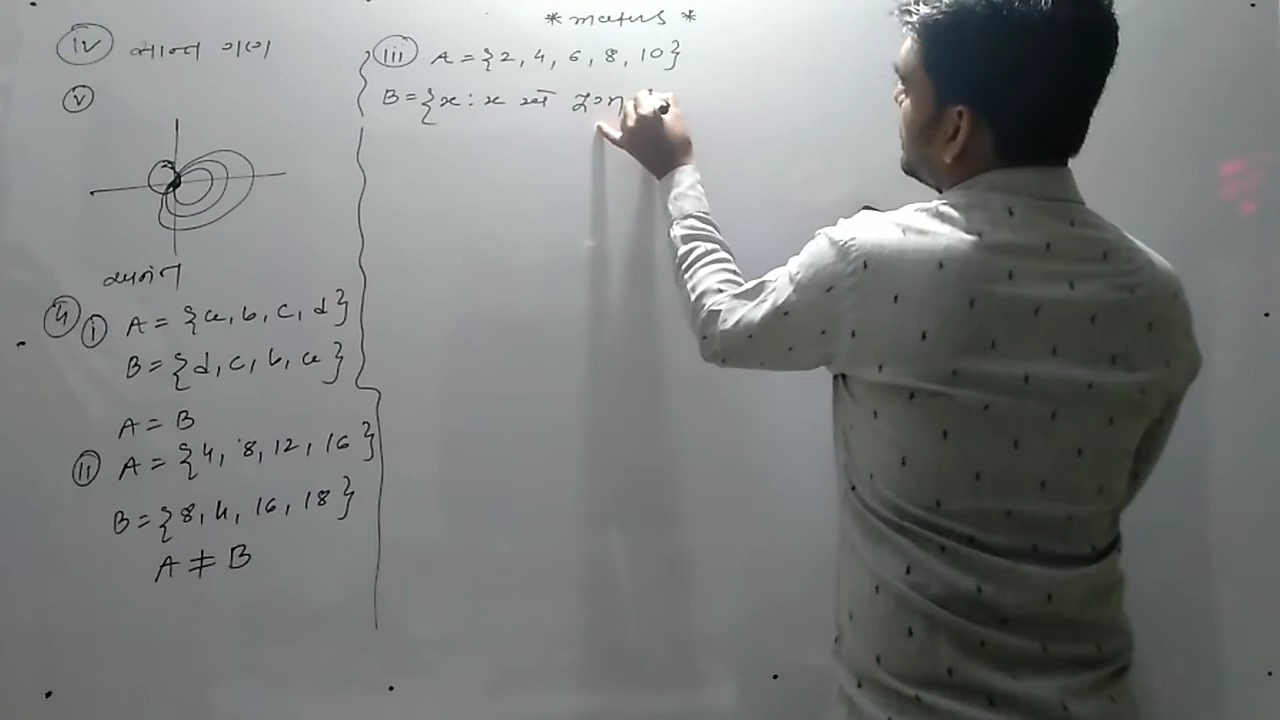 * maths *
iv સાન્ત ગણ
v
અનંત
4 i A = {a, b, c, d}
B = {d, c, b, a}
A = B
ii A = {4, 8, 12, 16}
B = {8, 4, 16, 18}
A ≠ B
iii A = {2, 4, 6, 8, 10}
B = {x : x એ